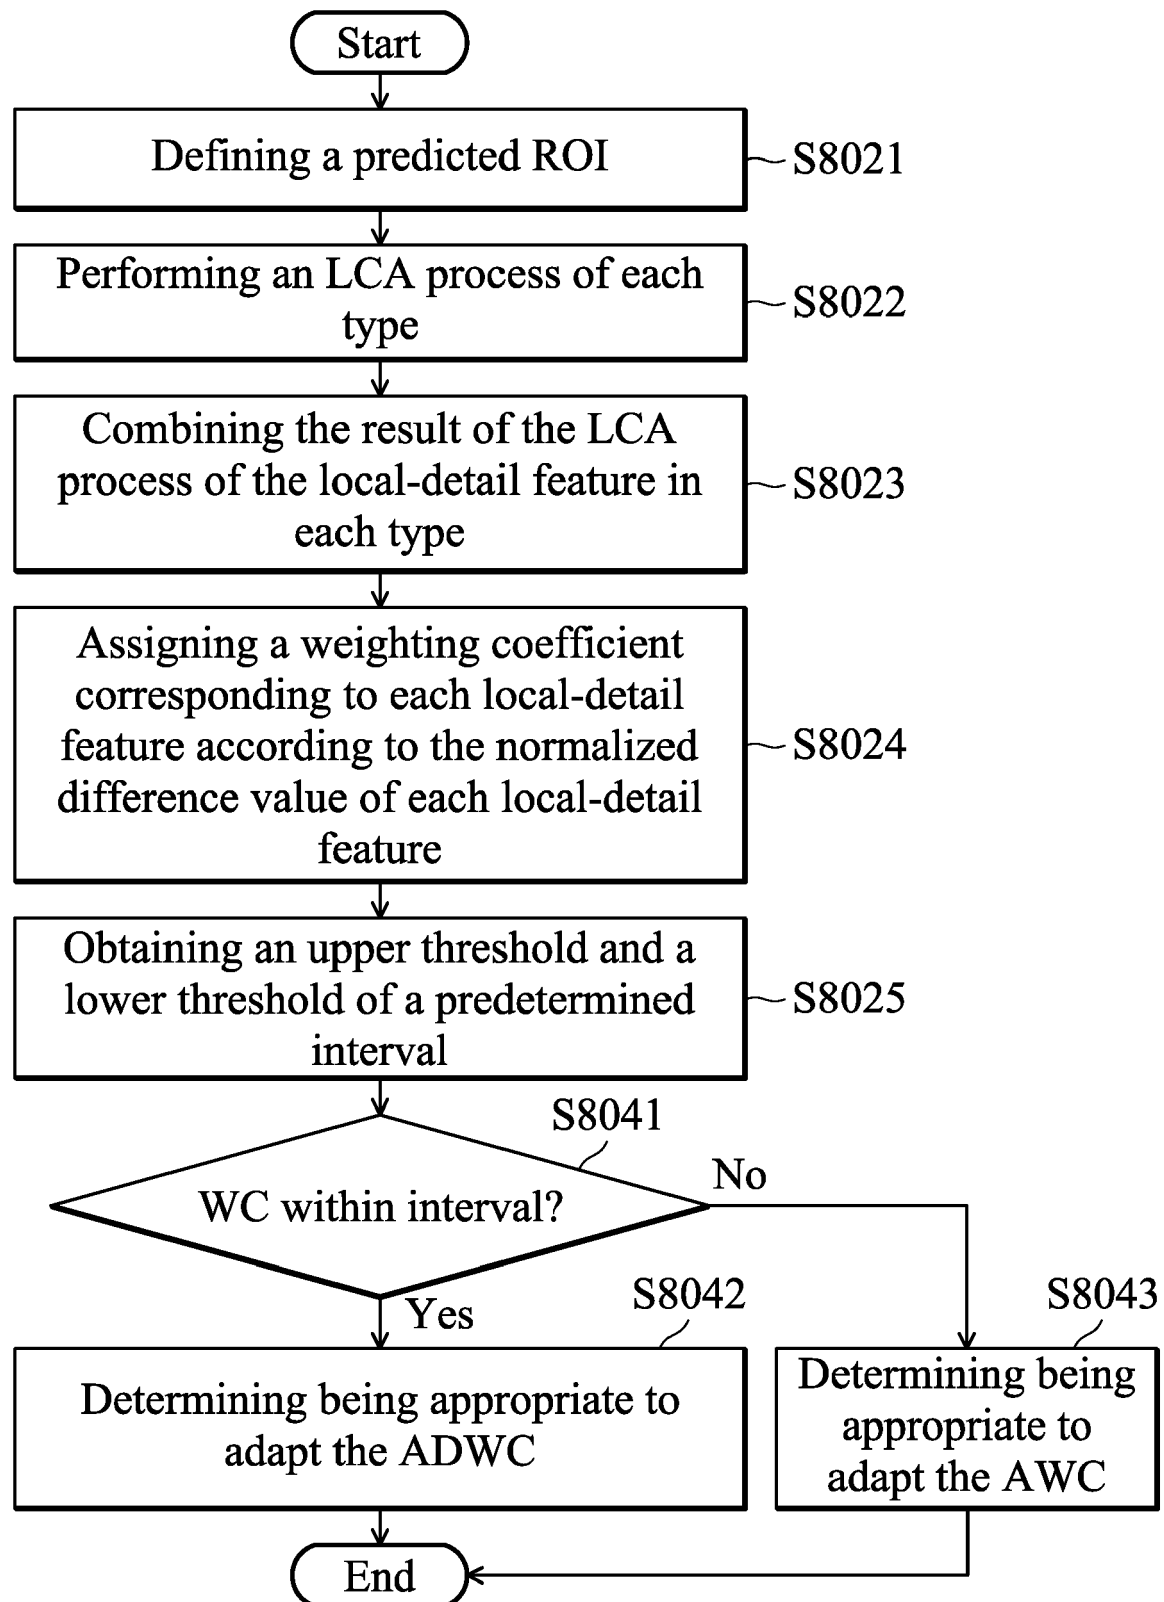 Start
Defining a predicted ROI
S8021
Performing an LCA process of each
type
S8022
Combining the result of the LCA
process of the local-detail feature in
each type
S8023
Assigning a weighting coefficient
corresponding to each local-detail
feature according to the normalized
difference value of each local-detail
feature
S8024
Obtaining an upper threshold and a
lower threshold of a predetermined
interval
S8025
S8041
WC within interval?
No
Yes
S8042
Determining being appropriate to
adapt the ADWC
S8043
Determining being
appropriate to
adapt the AWC
End